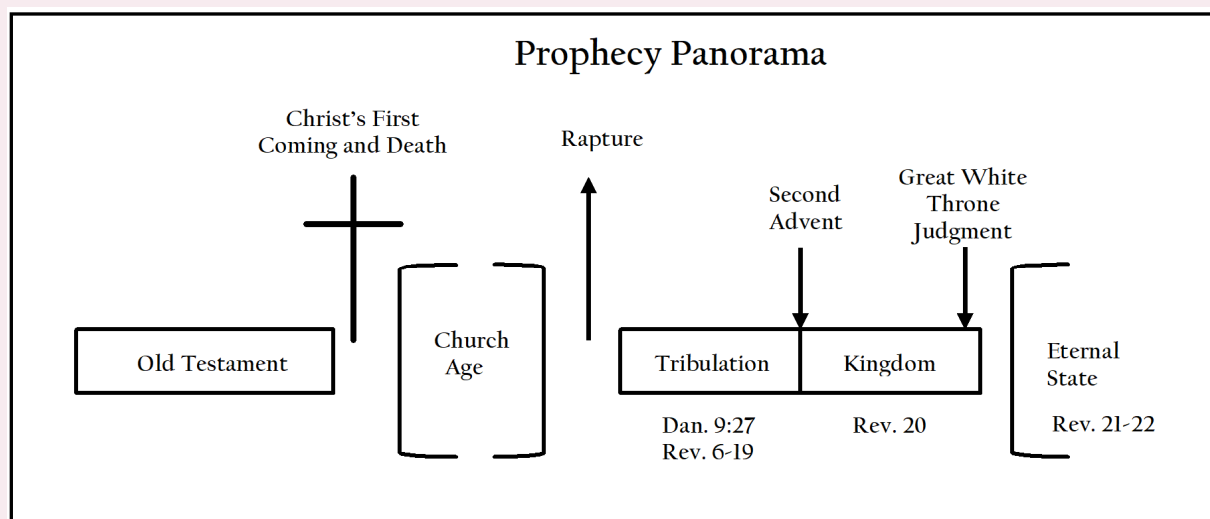 Prophecy Panorama
Christ's First
Coming and Death
Rapture
Second
Advent
Great White
Throne
Judgment
Old Testament
Church
Age
Tribulation
Kingdom
Eternal
State
Dan. 9:27
Rev. 6-19
Rev. 20
Rev. 21-22